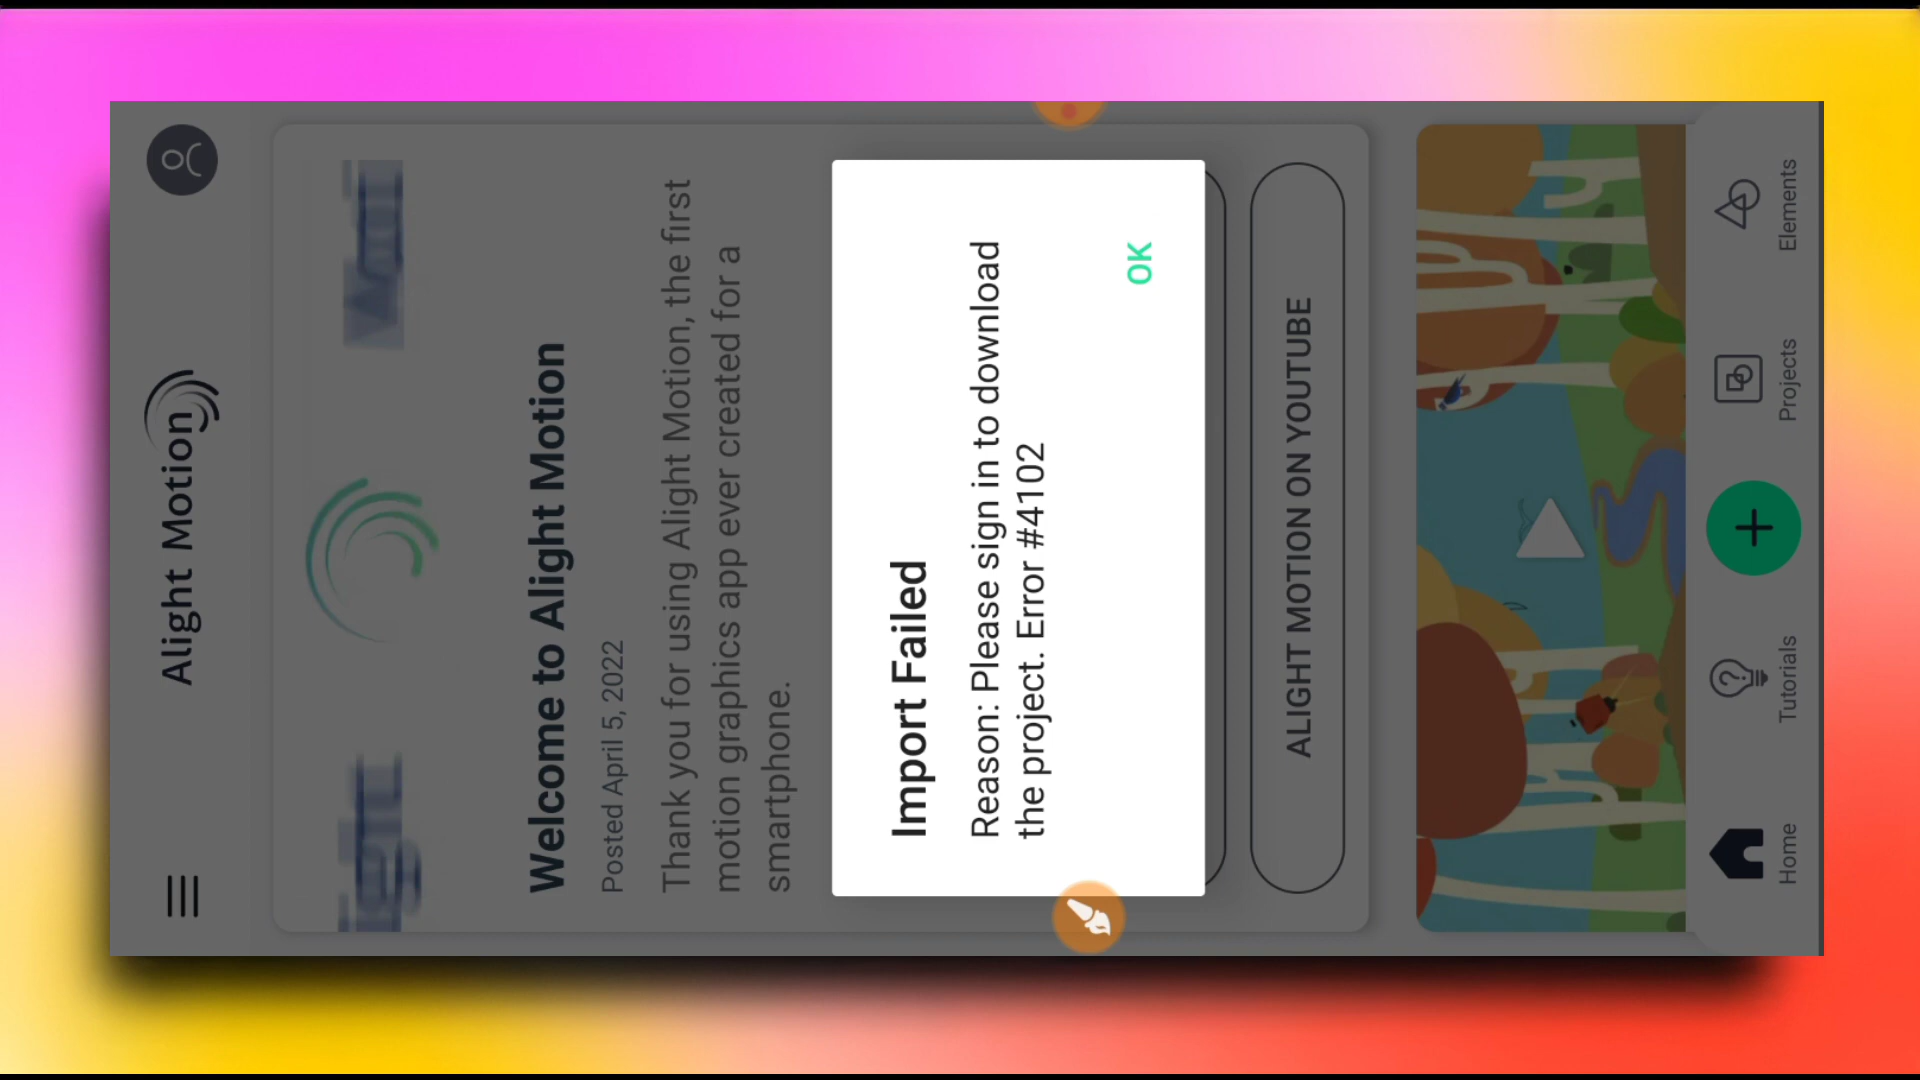 Alight Motion
Welcome to Alight Motion
Posted April 5, 2022
Thank you for using Alight Motion, the first
motion graphics app ever created for a
smartphone.
Import Failed
Reason: Please sign in to download
the project. Error #4102
OK
ALIGHT MOTION ON YOUTUBE
Home
Tutorials
Projects
Elements